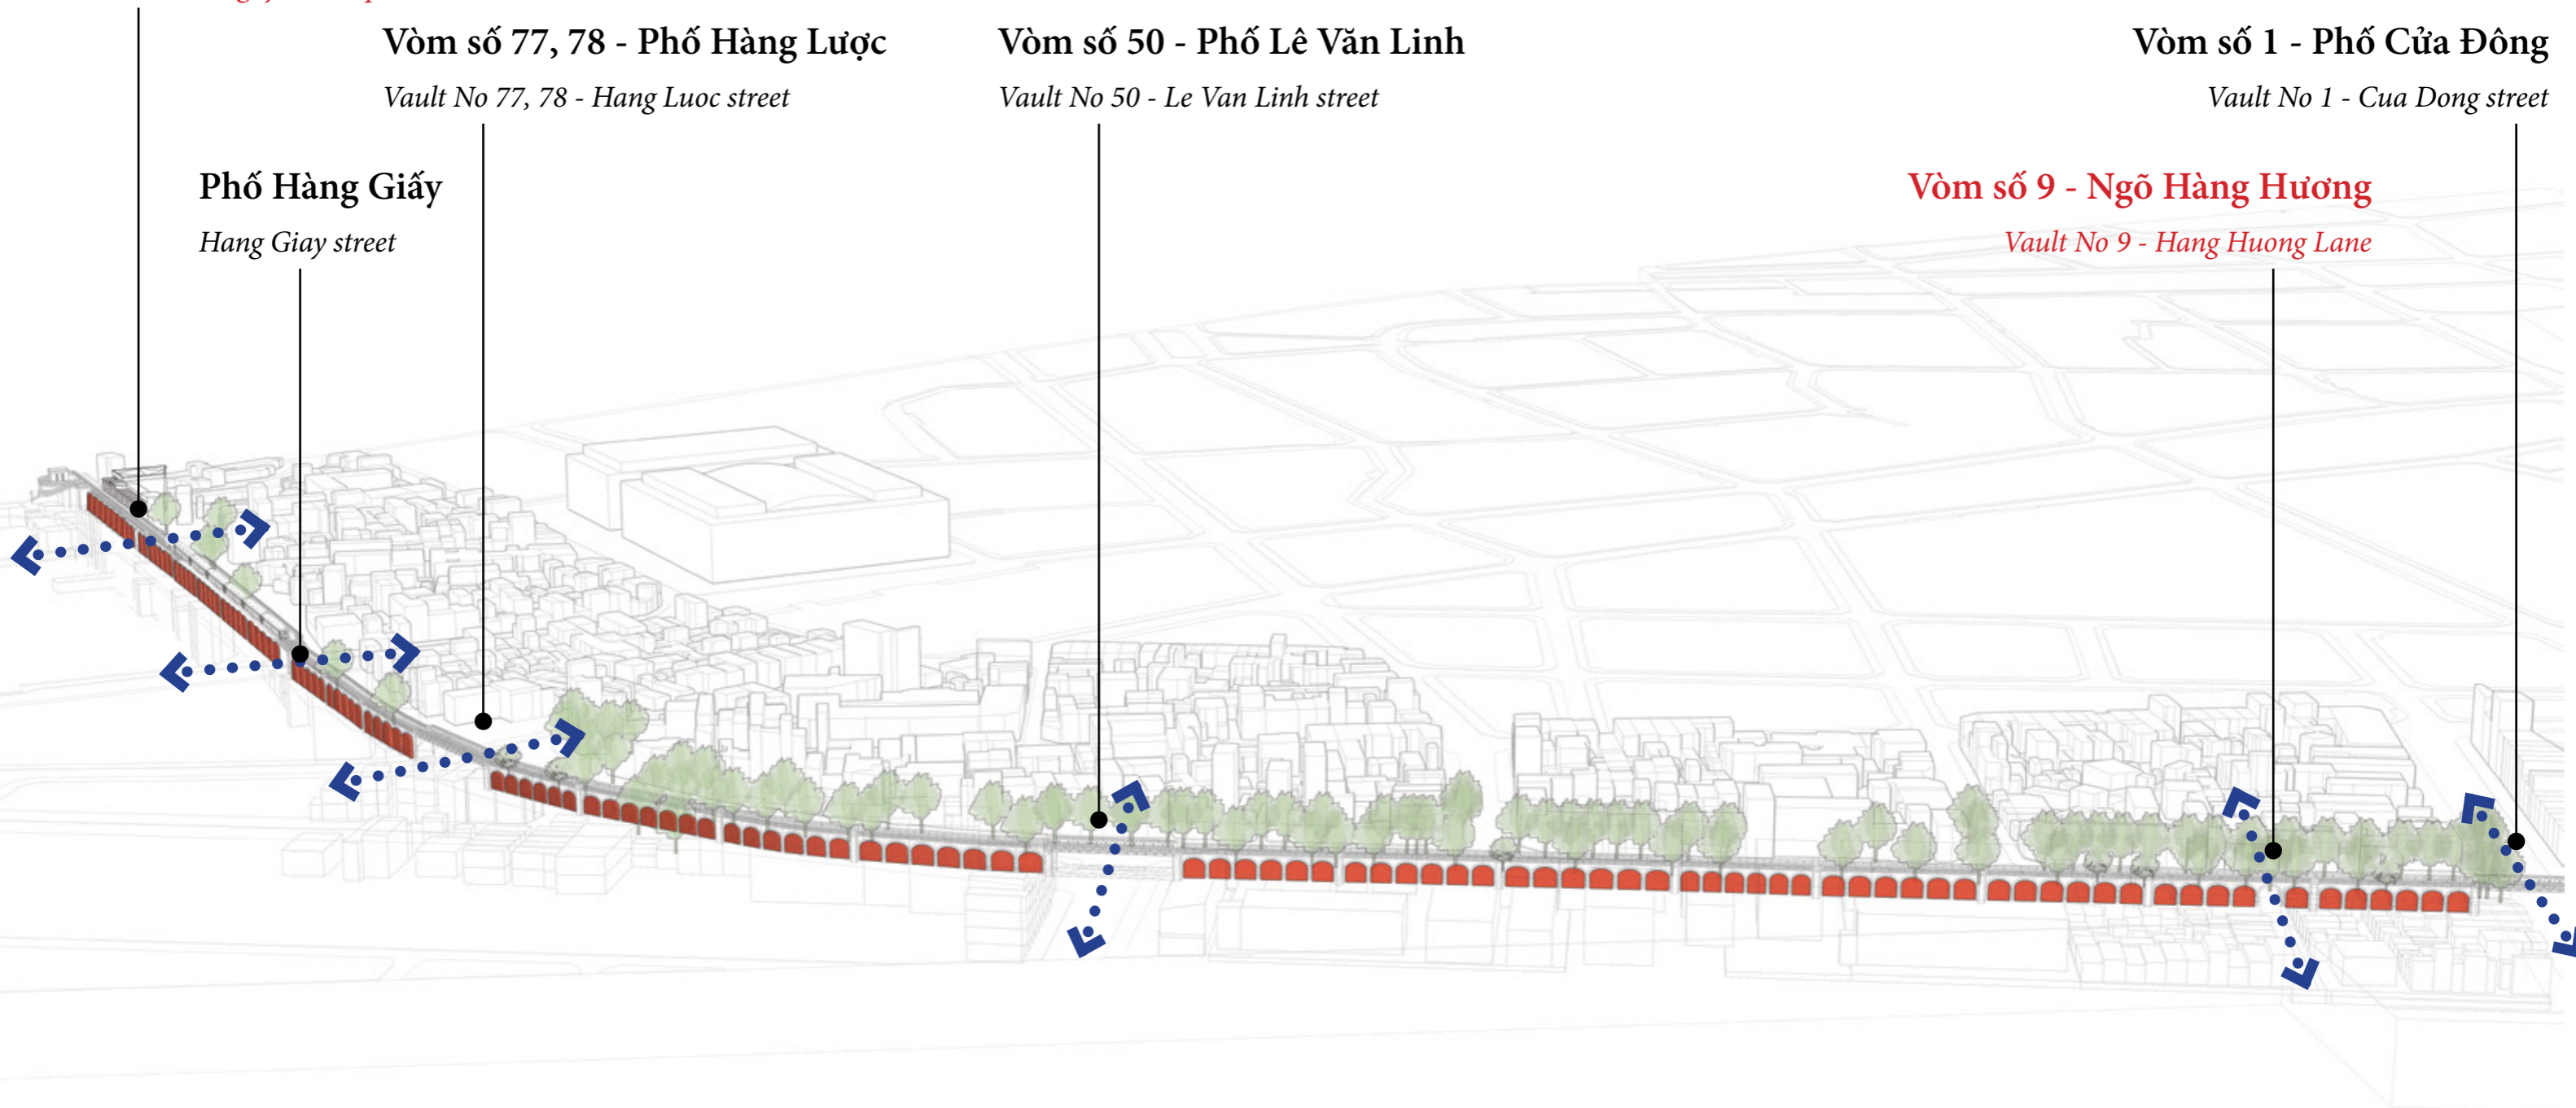 Vòm số 77, 78 - Phố Hàng Lược
Vault No 77, 78 - Hang Luoc street
Vòm số 50 - Phố Lê Văn Linh
Vault No 50 - Le Van Linh street
Vòm số 1 - Phố Cửa Đông
Vault No 1 - Cua Dong street
Phố Hàng Giấy
Hang Giay street
Vòm số 9 - Ngõ Hàng Hương
Vault No 9 - Hang Huong Lane